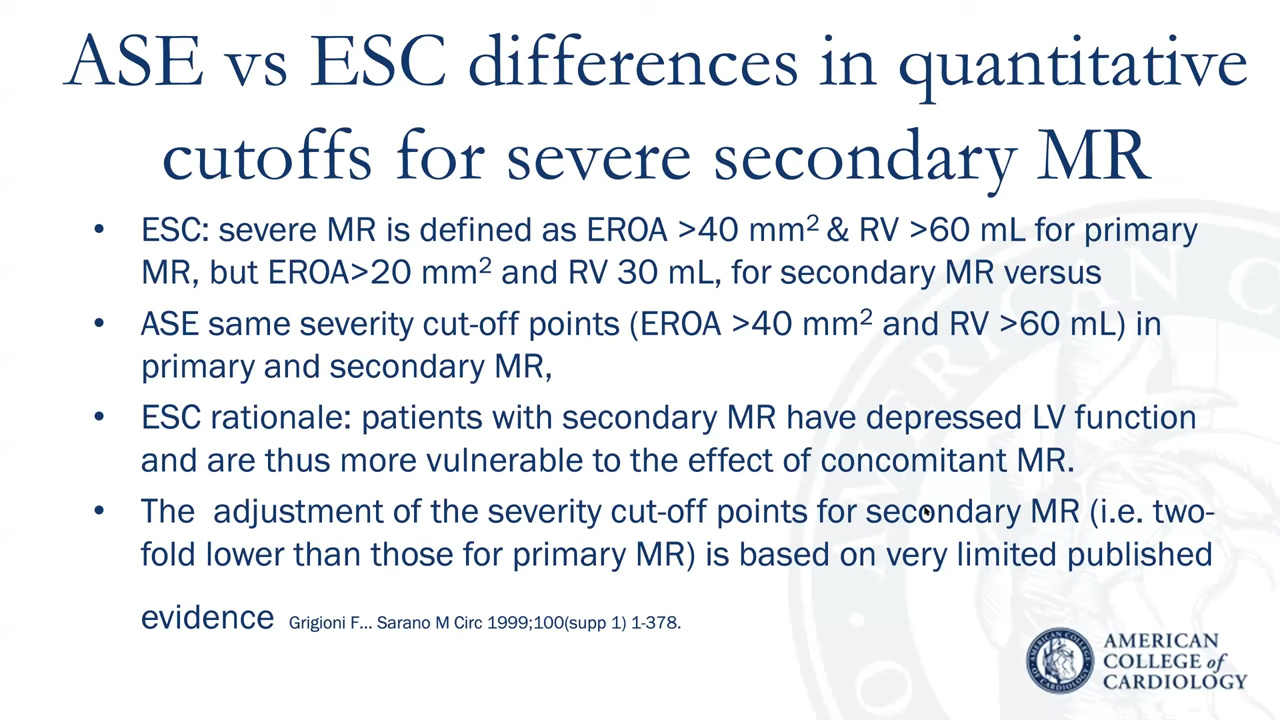 ASE vs ESC differences in quantitative
cutoffs for severe secondary MR
• ESC: severe MR is defined as EROA >40 mm² & RV >60 mL for primary
MR, but EROA>20 mm² and RV 30 mL, for secondary MR versus
• ASE same severity cut-off points (EROA >40 mm² and RV >60 mL) in
primary and secondary MR,
• ESC rationale: patients with secondary MR have depressed LV function
and are thus more vulnerable to the effect of concomitant MR.
• The  adjustment of the severity cut-off points for secondary MR (i.e. two-
fold lower than those for primary MR) is based on very limited published
evidence Grigioni F... Sarano M Circ 1999;100(supp 1) 1-378.
AMERICAN
COLLEGE of
CARDIOLOGY